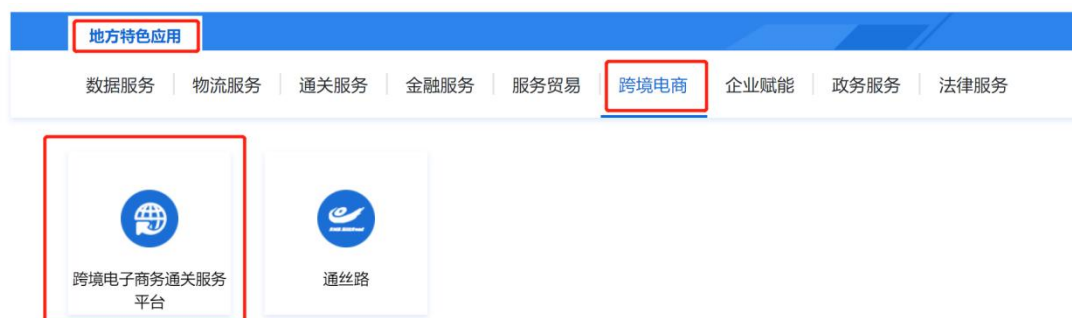 地方特色应用
数据服务 物流服务 通关服务 金融服务 服务贸易 跨境电商 企业赋能 政务服务 法律服务
跨境电子商务通关服务
平台
通丝路